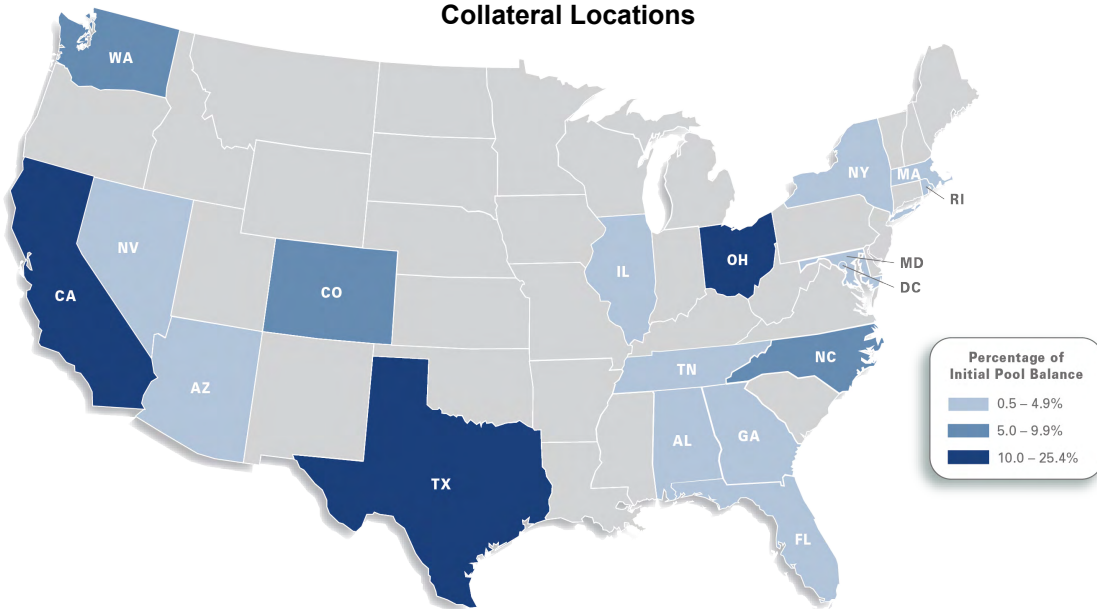 Collateral Locations
WA
NY
MA
RI
NV
OH
MD
IL
DC
CO
CA
NC
TN
AZ
AL
GA
TX
FL
Percentage of
Initial Pool Balance
0.5 – 4.9%
5.0 – 9.9%
10.0 – 25.4%